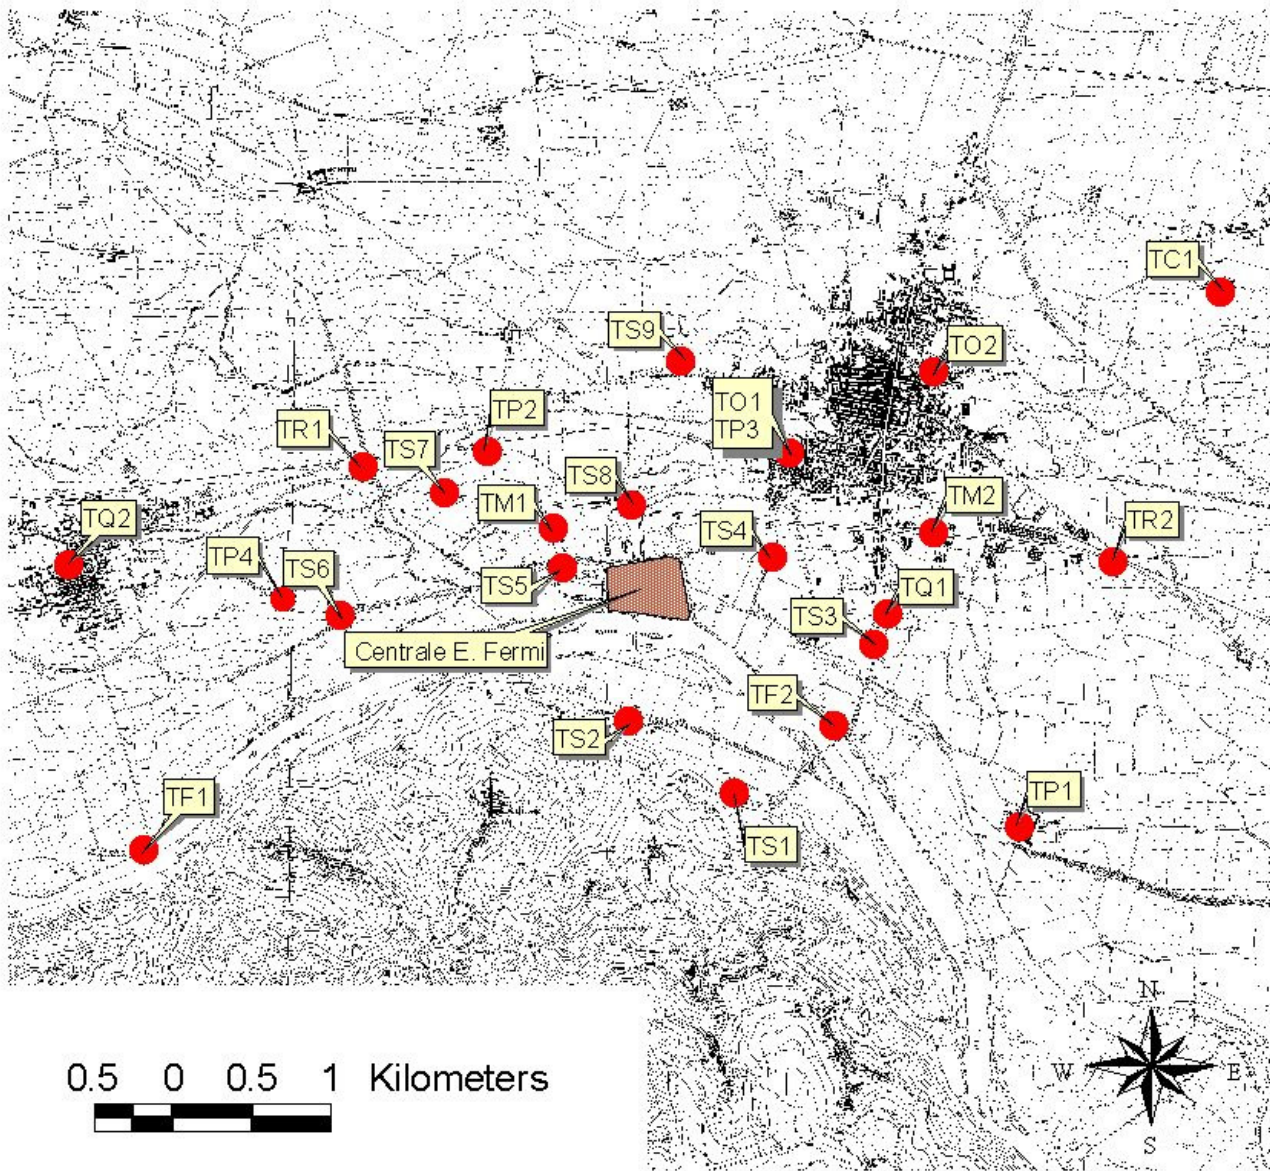 TC1
TS9
TO2
TP2
TO1
TP3
TR1
TS7
TS8
TM1
TM2
TQ2
TR2
TS4
TP4
TS6
TS5
TQ1
TS3
Centrale E. Fermi
TF2
TS2
TF1
TP1
TS1
N
W E
S
0.5 0 0.5 1 Kilometers